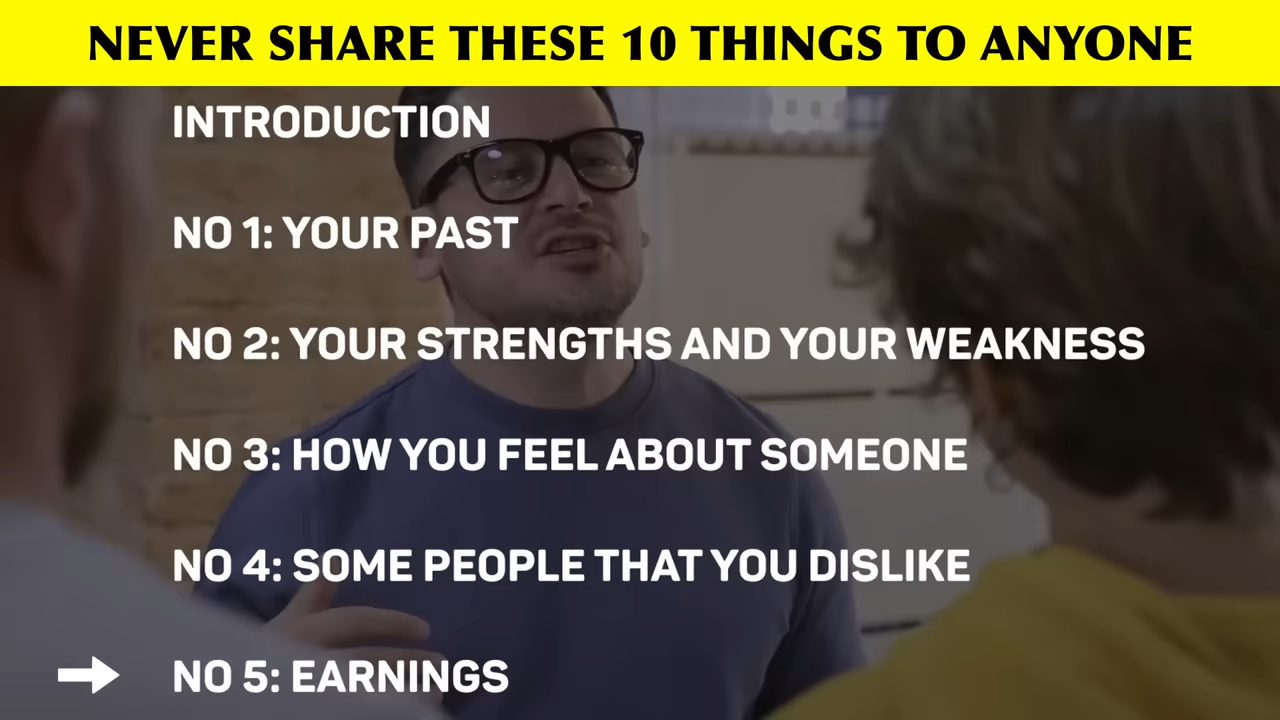 NEVER SHARE THESE 10 THINGS TO ANYONE
INTRODUCTION
NO 1: YOUR PAST
NO 2: YOUR STRENGTHS AND YOUR WEAKNESS
NO 3: HOW YOU FEEL ABOUT SOMEONE
NO 4: SOME PEOPLE THAT YOU DISLIKE
NO 5: EARNINGS